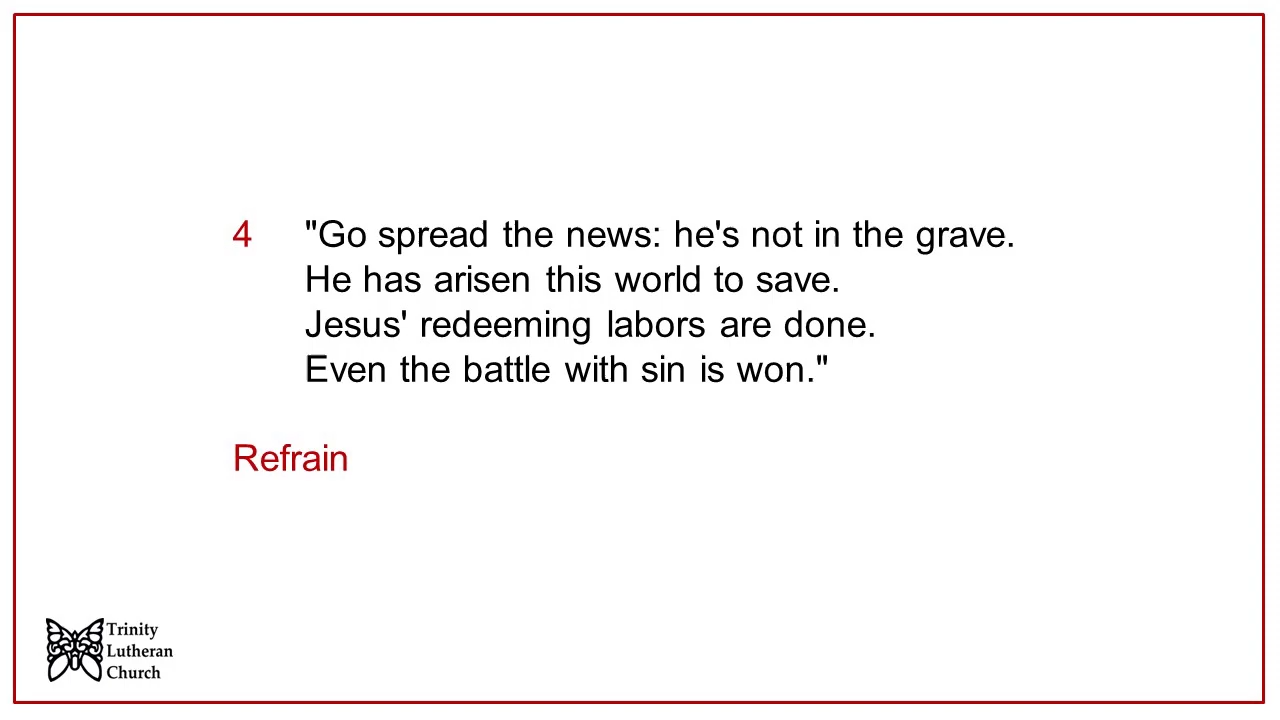 4 "Go spread the news: he's not in the grave.
He has arisen this world to save.
Jesus' redeeming labors are done.
Even the battle with sin is won."
Refrain
Trinity
Lutheran
Church